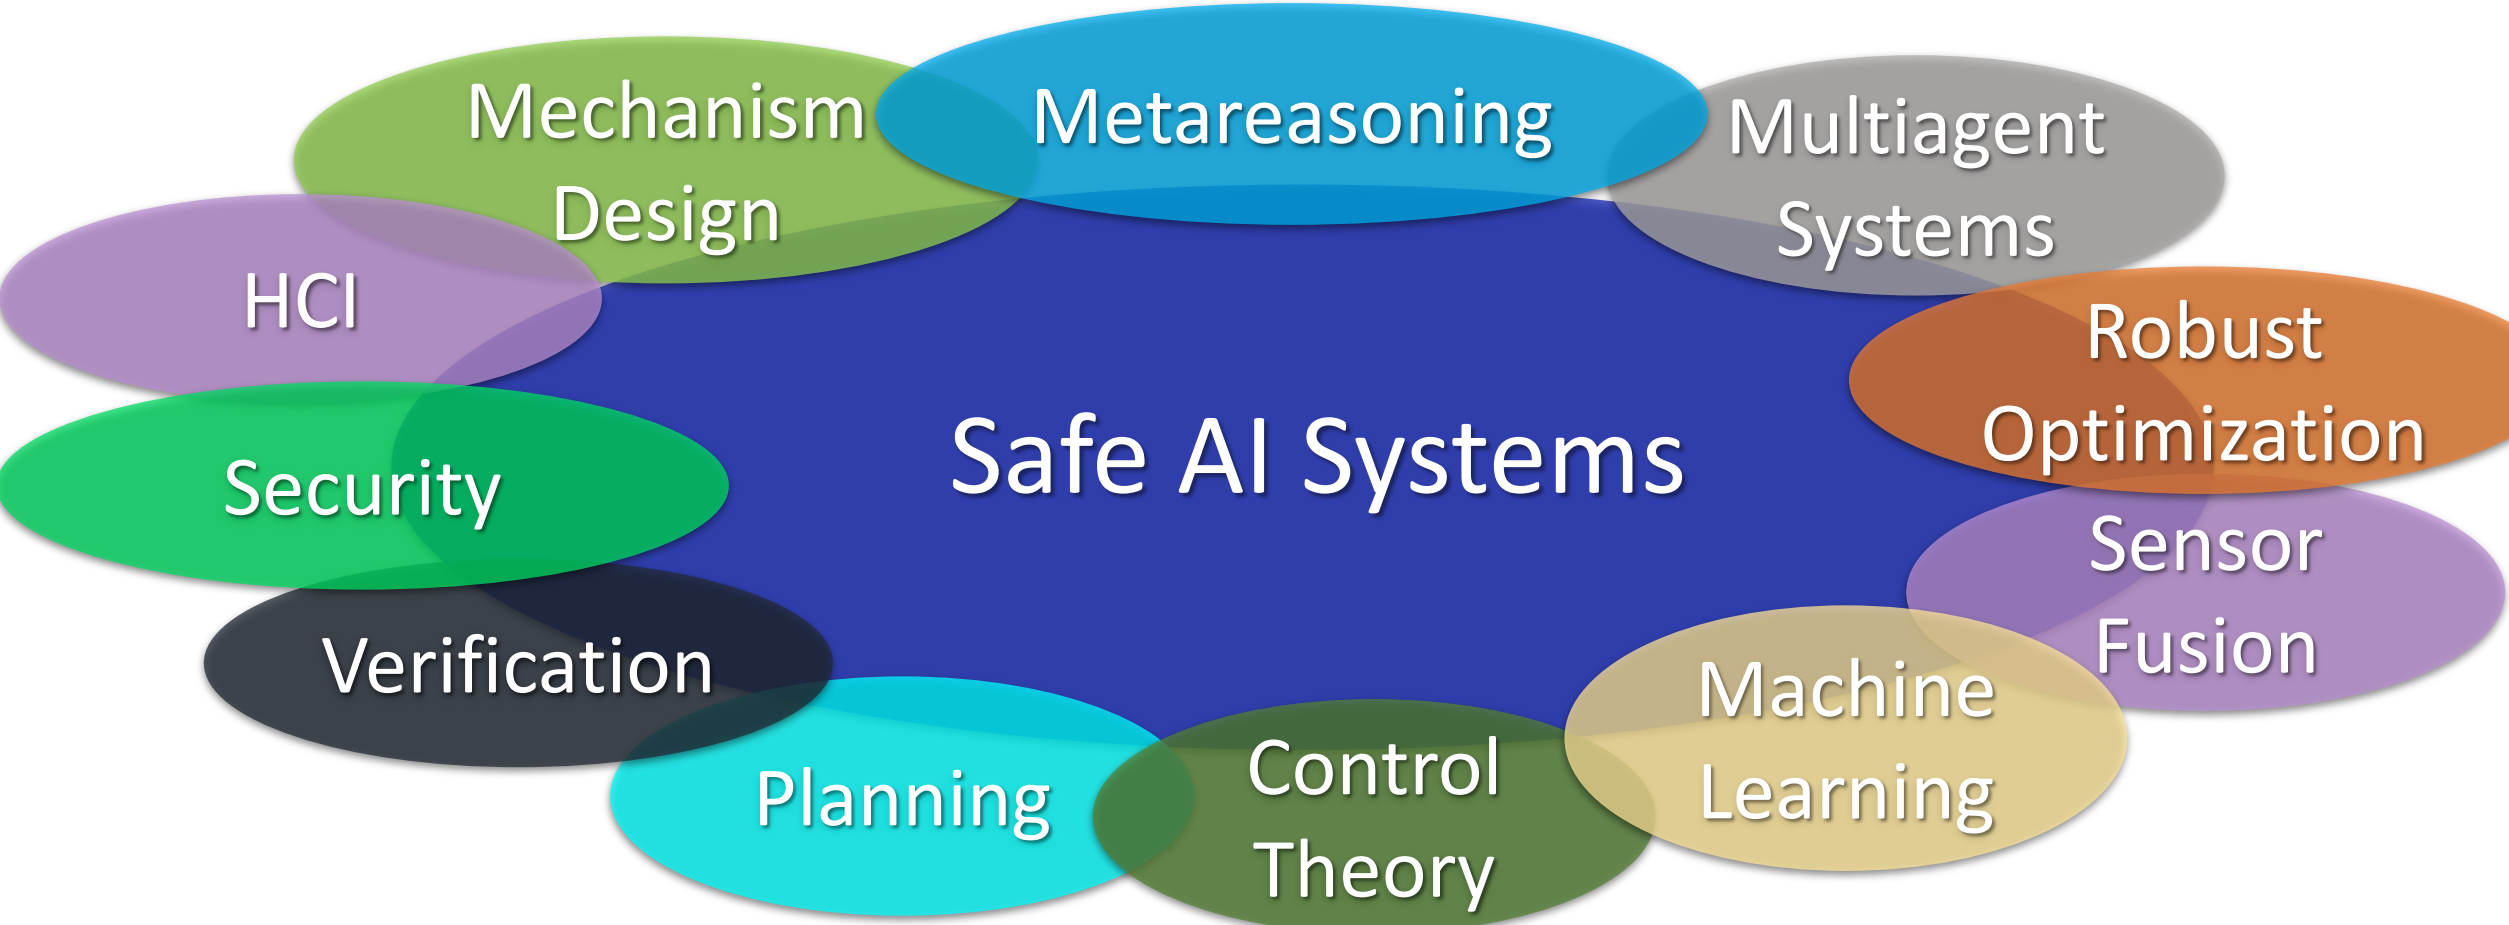 Mechanism
Design
Metareasoning
Multiagent
Systems
HCI
Robust
Optimization
Safe AI Systems
Security
Sensor
Fusion
Verification
Machine
Learning
Planning
Control
Theory